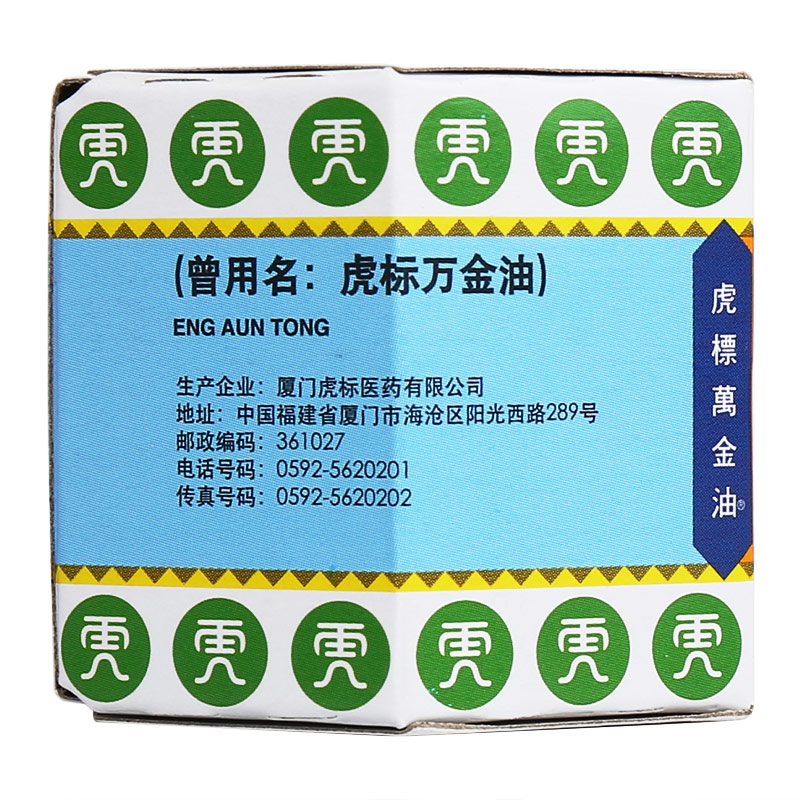 (曾用名：虎标万金油)
ENG AUN TONG
生产企业：厦门虎标医药有限公司
地址：中国福建省厦门市海沧区阳光西路289号
邮政编码：361027
电话号码：0592-5620201
传真号码：0592-5620202
虎標萬金油®